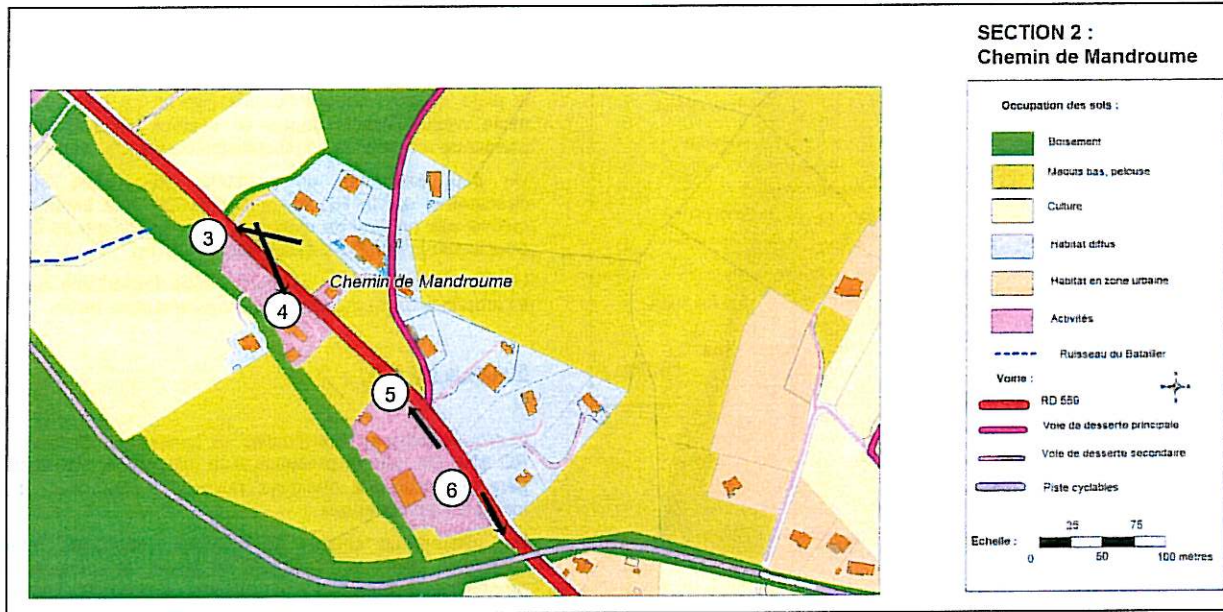 SECTION 2 :
Chemin de Mandroume
3
4
Chemin de Mandroume
5
6
Occupation des sols :
Boisement
Maquis bas, pelouse
Culture
Habitat diffus
Habitat en zone urbaine
Activités
Ruisseau du Batailler
Voirie :
RD 559
Voie de desserte principale
Voie de desserte secondaire
Piste cyclables
Echelle :
25 75
0 50 100 mètres